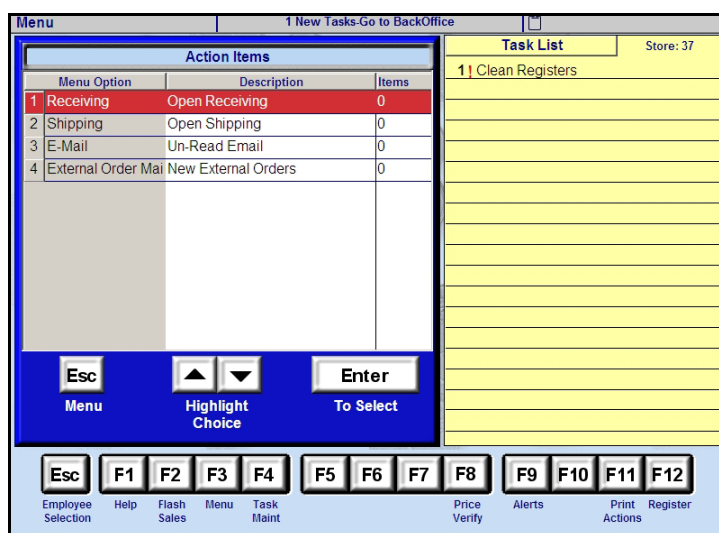 Menu 1 New Tasks-Go to BackOffice
Action Items
Menu Option Description Items
1 Receiving Open Receiving 0
2 Shipping Open Shipping 0
3 E-Mail Un-Read Email 0
4 External Order Mai New External Orders 0
Esc Enter
Menu Highlight Choice To Select
Task List Store: 37
1! Clean Registers
Esc F1 F2 F3 F4 F5 F6 F7 F8 F9 F10 F11 F12
Employee Help Flash Menu Task Price Alerts Print Register
Selection Sales Maint Verify Actions